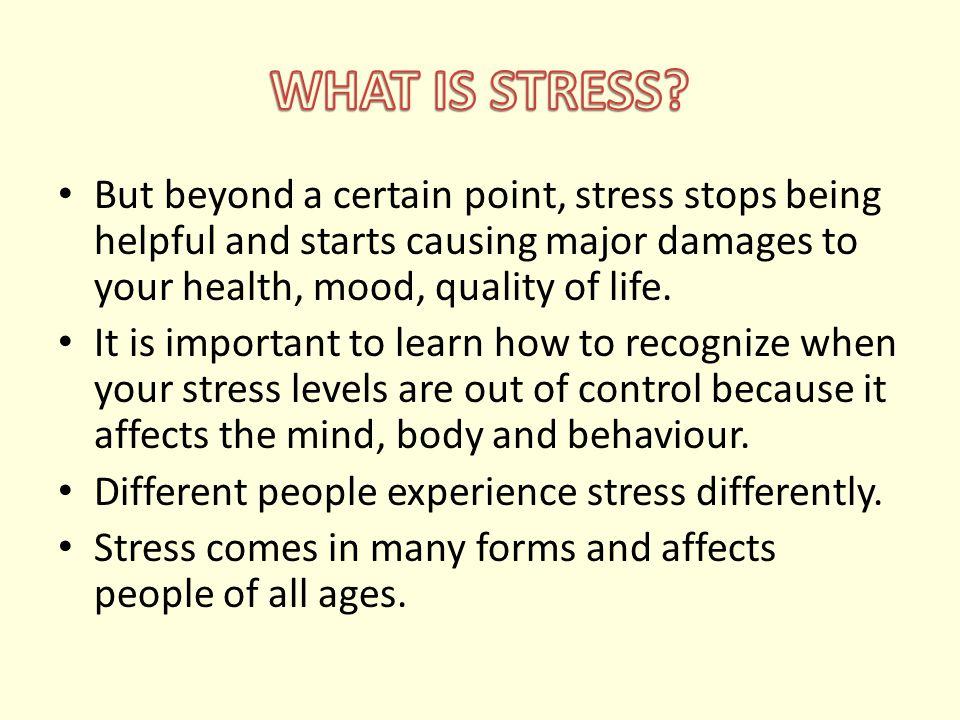 WHAT IS STRESS?
• But beyond a certain point, stress stops being
helpful and starts causing major damages to
your health, mood, quality of life.
• It is important to learn how to recognize when
your stress levels are out of control because it
affects the mind, body and behaviour.
• Different people experience stress differently.
• Stress comes in many forms and affects
people of all ages.